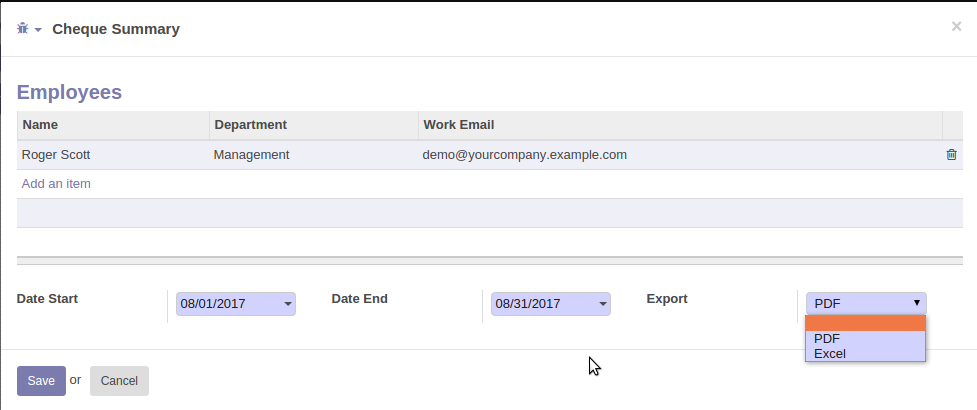 Cheque Summary ×
Employees
Name Department Work Email
Roger Scott Management demo@yourcompany.example.com
Add an item
Date Start 08/01/2017 Date End 08/31/2017 Export PDF
PDF
Excel
Save or Cancel